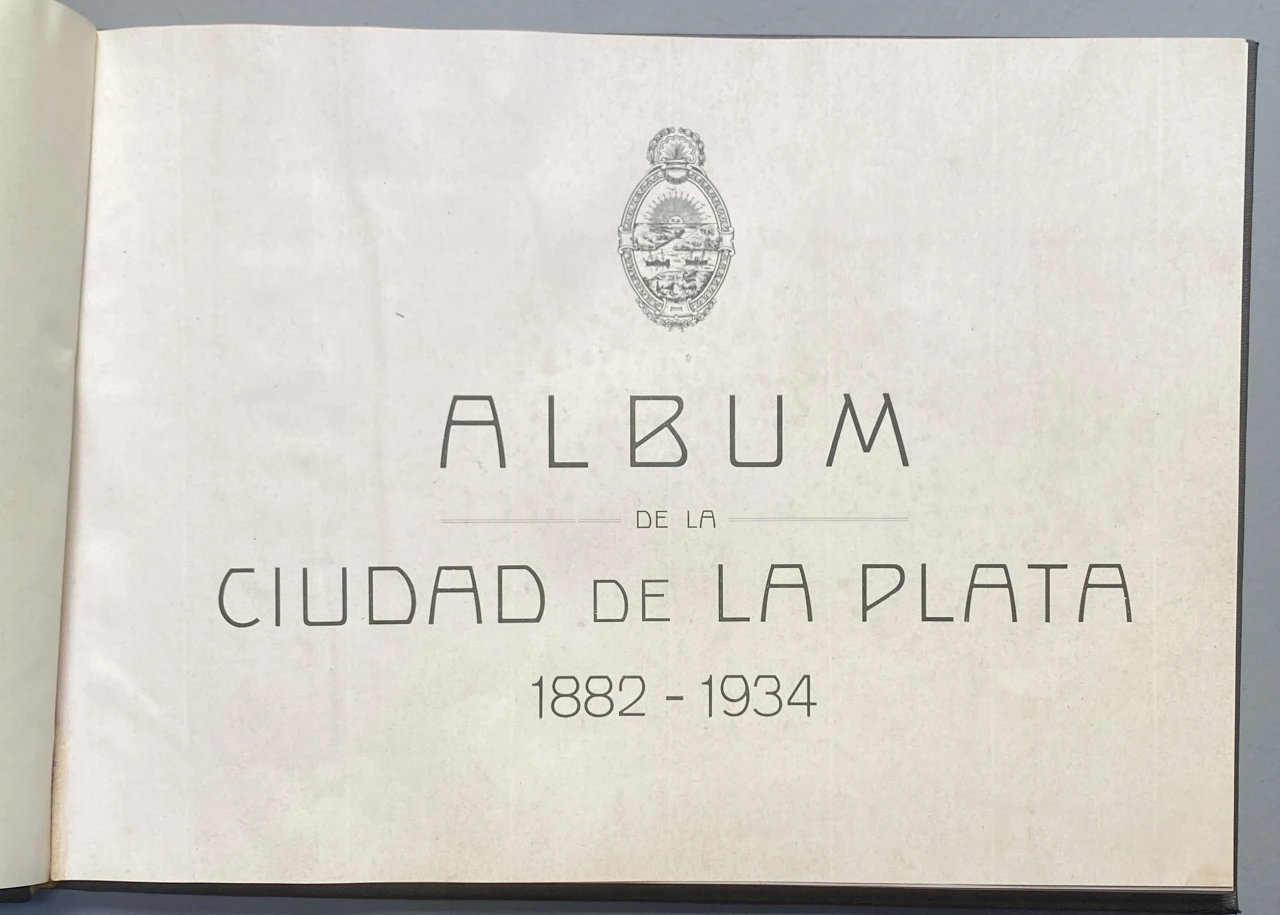 ALBUM
DE LA
CIUDAD DE LA PLATA
1882 - 1934